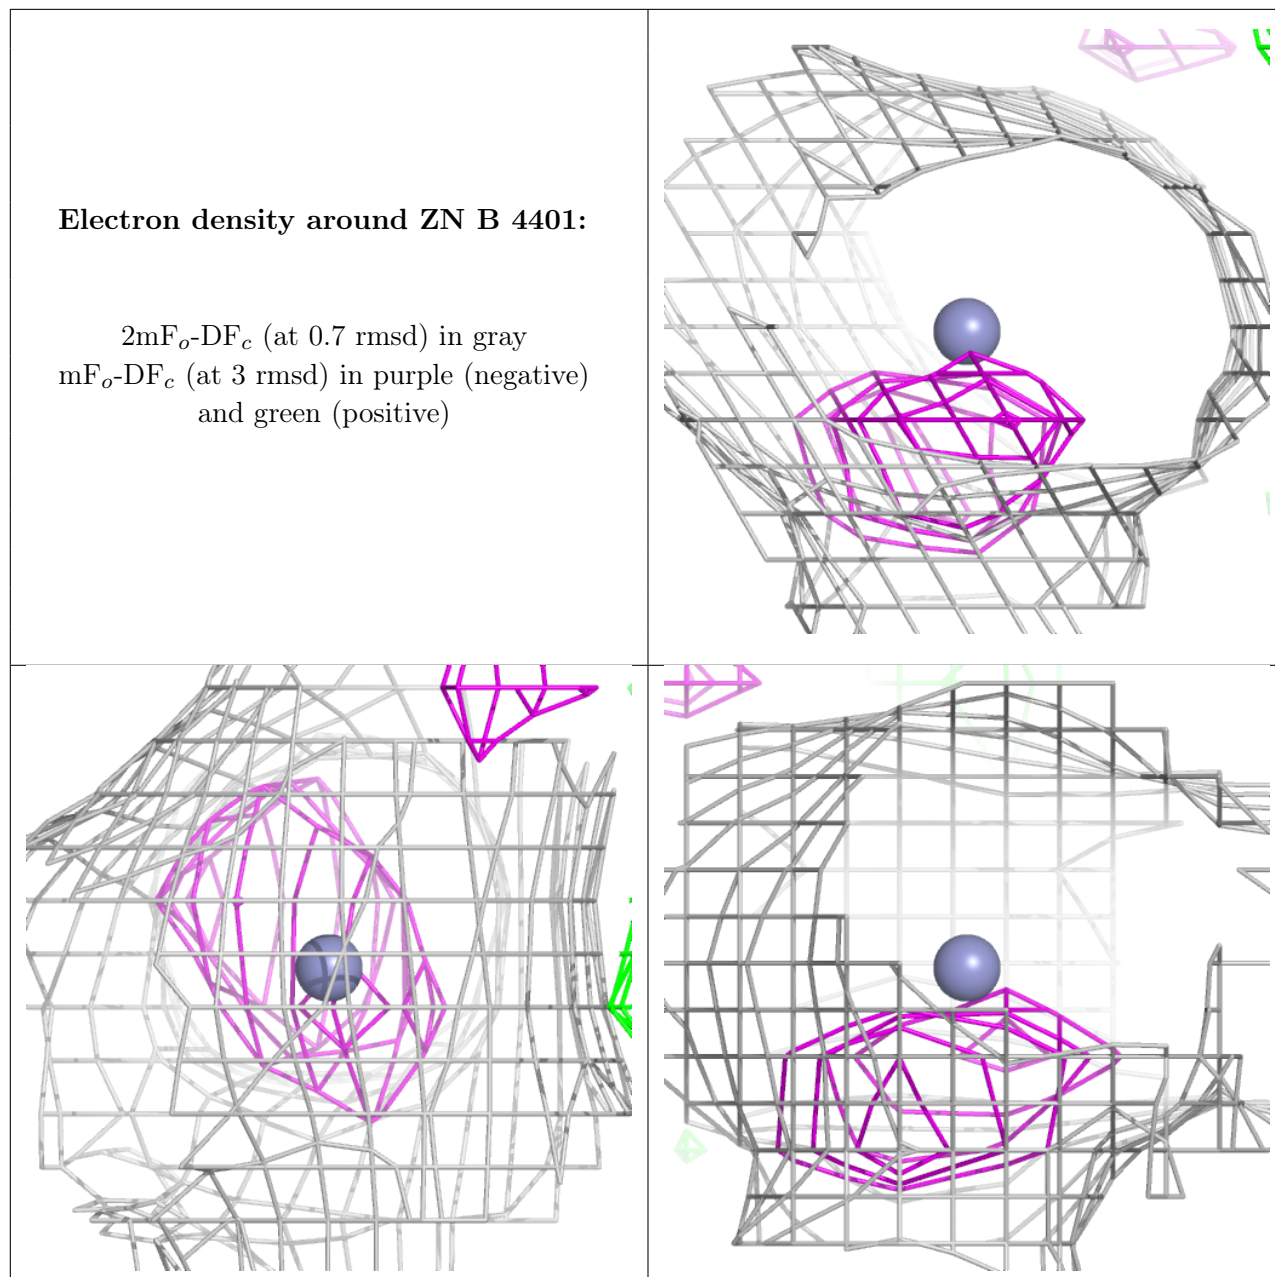 Electron density around ZN B 4401:
2mFo-DFc (at 0.7 rmsd) in gray
mFo-DFc (at 3 rmsd) in purple (negative)
and green (positive)